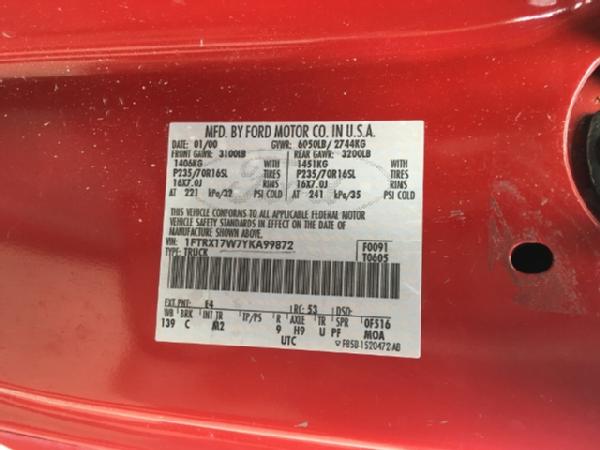 MFD. BY FORD MOTOR CO. IN U.S.A.
DATE: 01/00 GVWR: 6050LB/ 2744KG
FRONT GAWR: 3100LB REAR GAWR: 3200LB
1406KG WITH 1451KG WITH
P235/70R16SL TIRES P235/70R16SL TIRES
16X7.0J RIMS 16X7.0J RIMS
AT 221 kPa/32 PSI COLD AT 241 kPa/35 PSI COLD
THIS VEHICLE CONFORMS TO ALL APPLICABLE FEDERAL MOTOR
VEHICLE SAFETY STANDARDS IN EFFECT ON THE DATE OF
MANUFACTURE SHOWN ABOVE.
VIN: 1FTRX17W7YKA99872 F0091
TYPE: TRUCK T0605
EXT PNT: E4 RC: 53 DSO:
WB BRK INT TR TP/PS R AXLE TR SPR 0F516
139 C M2 9 H9 U PF MOA
UTC F85B-1520472-AB